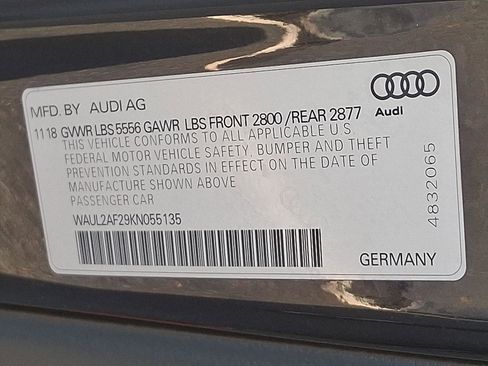 MFD. BY AUDI AG
Audi
11 18 GVWR LBS 5556 GAWR LBS FRONT 2800 / REAR 2877
THIS VEHICLE CONFORMS TO ALL APPLICABLE U S
FEDERAL MOTOR VEHICLE SAFETY, BUMPER AND THEFT
PREVENTION STANDARDS IN EFFECT ON THE DATE OF
MANUFACTURE SHOWN ABOVE
PASSENGER CAR
WAUL2AF29KN055135
4832065
GERMANY